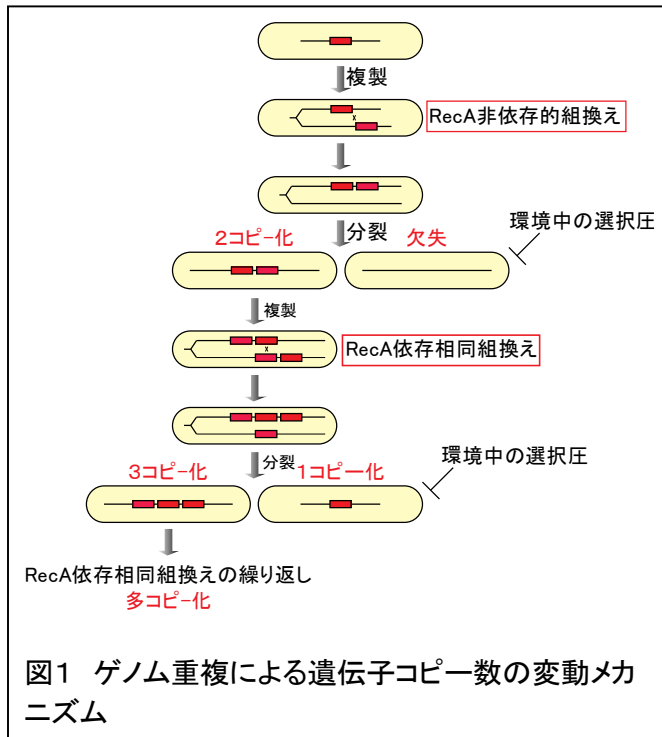 複製
RecA非依存的組換え
分裂
環境中の選択圧
2コピー化
欠失
複製
RecA依存相同組換え
分裂
環境中の選択圧
3コピー化
1コピー化
RecA依存相同組換えの繰り返し
多コピー化
図1 ゲノム重複による遺伝子コピー数の変動メカ
ニズム